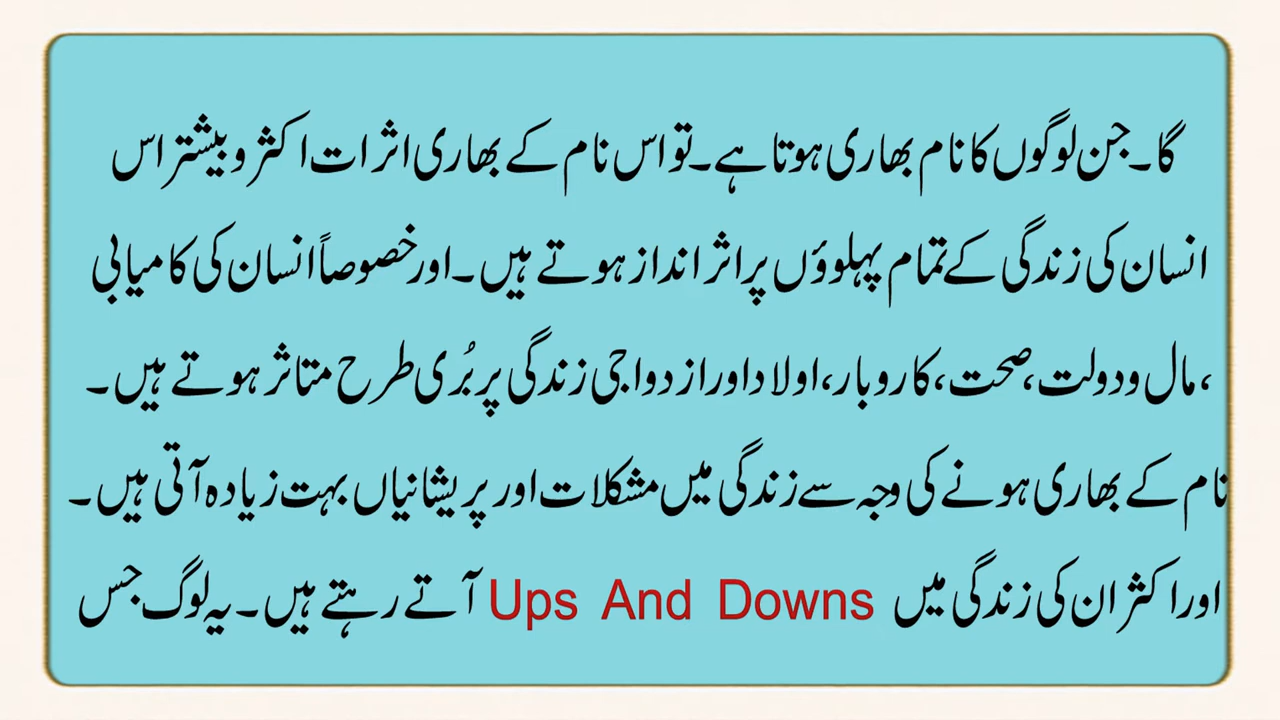 گا۔ جن لوگوں کا نام بھاری ہوتا ہے۔ تو اس نام کے بھاری اثرات اکثر و بیشتر اس
انسان کی زندگی کے تمام پہلوؤں پر اثر انداز ہوتے ہیں۔ اور خصوصاً انسان کی کامیابی
،مال و دولت، صحت، کاروبار، اولاد اور ازدواجی زندگی پر بُری طرح متاثر ہوتے ہیں۔
نام کے بھاری ہونے کی وجہ سے زندگی میں مشکلات اور پریشانیاں بہت زیادہ آتی ہیں۔
اور اکثر ان کی زندگی میں Ups And Downs آتے رہتے ہیں۔ یہ لوگ جس